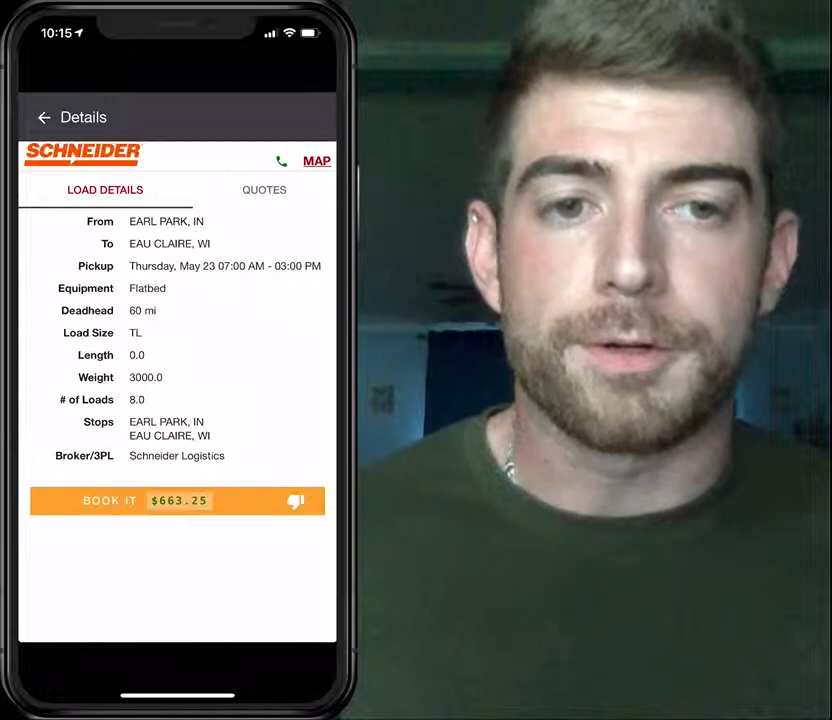 10:15
Details
SCHNEIDER
MAP
LOAD DETAILS QUOTES
From EARL PARK, IN
To EAU CLAIRE, WI
Pickup Thursday, May 23 07:00 AM - 03:00 PM
Equipment Flatbed
Deadhead 60 mi
Load Size TL
Length 0.0
Weight 3000.0
# of Loads 8.0
Stops EARL PARK, IN
EAU CLAIRE, WI
Broker/3PL Schneider Logistics
BOOK IT $663.25